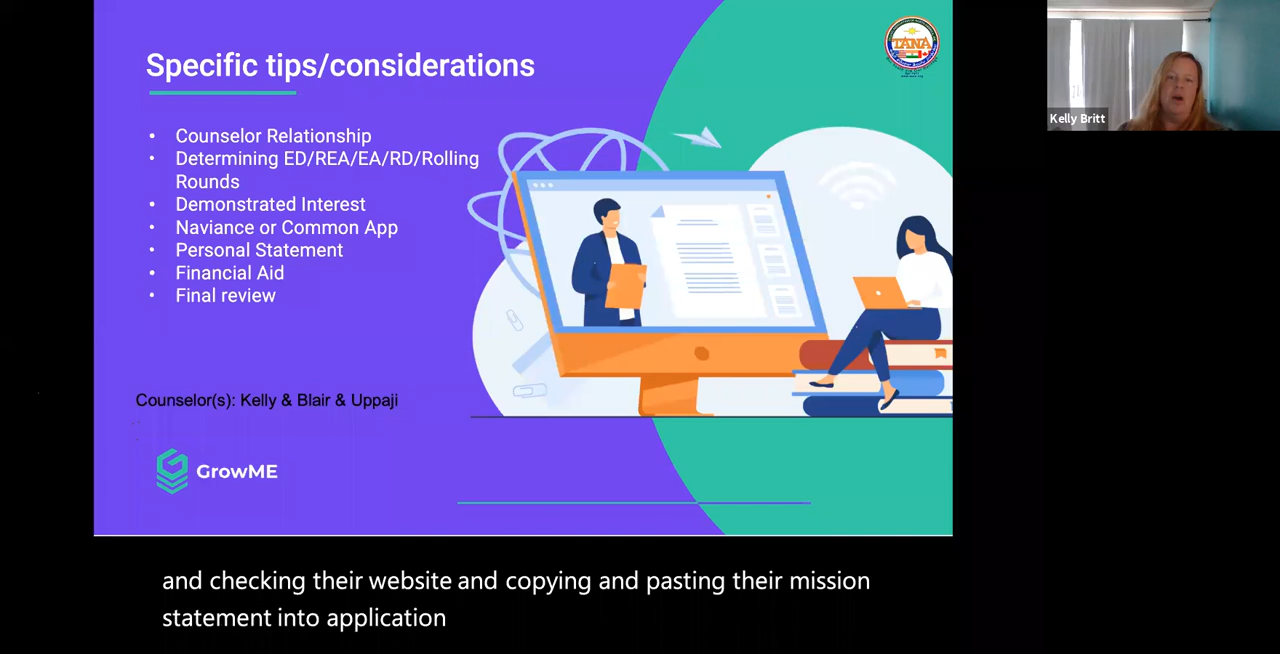 Specific tips/considerations
TANA
• Counselor Relationship
• Determining ED/REA/EA/RD/Rolling
Rounds
• Demonstrated Interest
• Naviance or Common App
• Personal Statement
• Financial Aid
• Final review
Counselor(s): Kelly & Blair & Uppaji
GrowME
Kelly Britt
and checking their website and copying and pasting their mission
statement into application